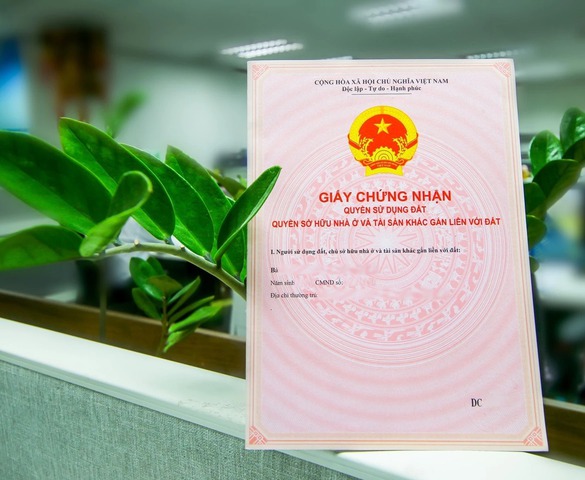 CỘNG HÒA XÃ HỘI CHỦ NGHĨA VIỆT NAM
Độc lập - Tự do - Hạnh phúc
GIẤY CHỨNG NHẬN
QUYỀN SỬ DỤNG ĐẤT
QUYỀN SỞ HỮU NHÀ Ở VÀ TÀI SẢN KHÁC GẮN LIỀN VỚI ĐẤT
I. Người sử dụng đất, chủ sở hữu nhà ở và tài sản khác gắn liền với đất:
Bà
Năm sinh: CMND số:
Địa chỉ thường trú:
DC